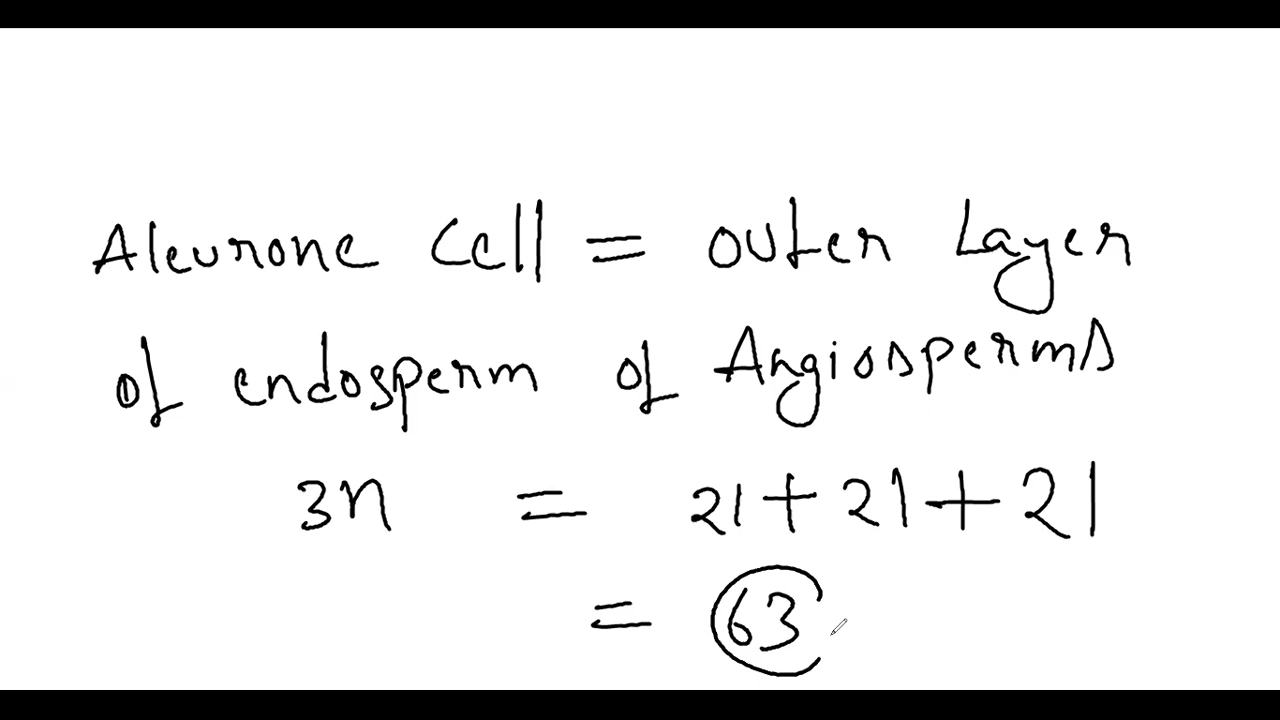 Aleurone Cell = outer Layer
of endosperm of Angiosperms
3n = 21 + 21 + 21
= 63